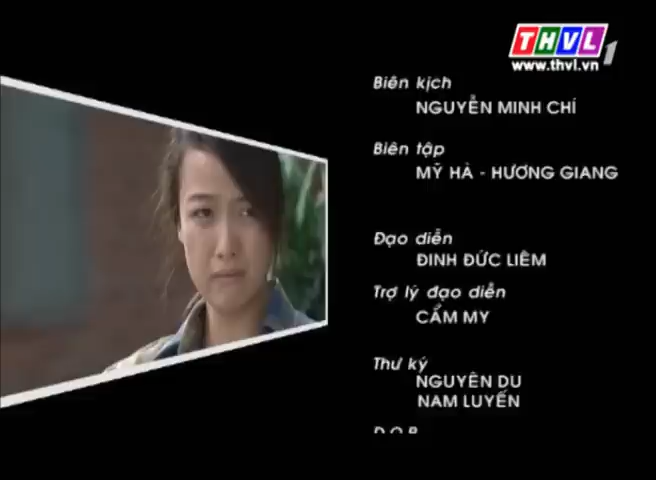 THVL1
www.thvl.vn
Biên kịch
NGUYỄN MINH CHÍ
Biên tập
MỸ HÀ - HƯƠNG GIANG
Đạo diễn
ĐINH ĐỨC LIÊM
Trợ lý đạo diễn
CẨM MY
Thư ký
NGUYÊN DU
NAM LUYẾN
D.O.P